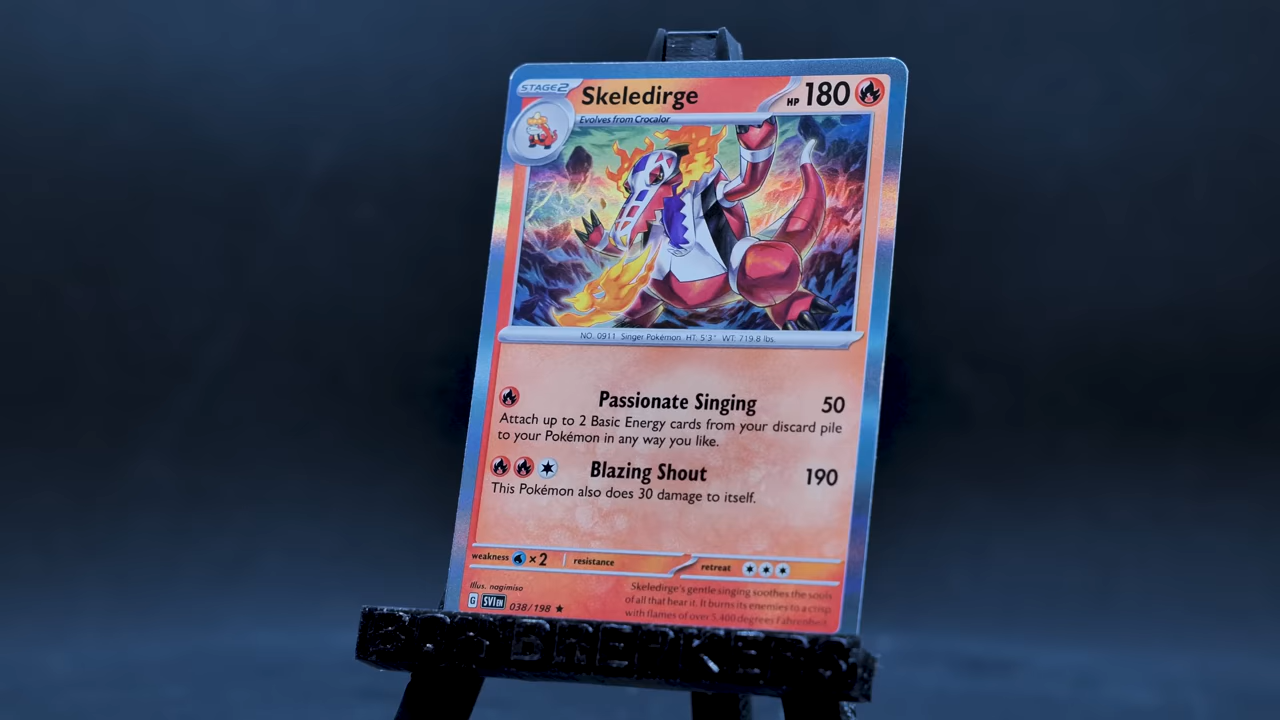 STAGE2
Skeledirge
HP 180
Evolves from Crocalor
NO. 0911 Singer Pokémon HT: 5'3" WT: 719.8 lbs.
Passionate Singing 50
Attach up to 2 Basic Energy cards from your discard pile
to your Pokémon in any way you like.
Blazing Shout 190
This Pokémon also does 30 damage to itself.
weakness ×2 resistance retreat
Illus. nagimiso
G SVI EN 038/198 ★
Skeledirge's gentle singing soothes the souls
of all that hear it. It burns its enemies to a crisp
with flames of over 5,400 degrees Fahrenheit.